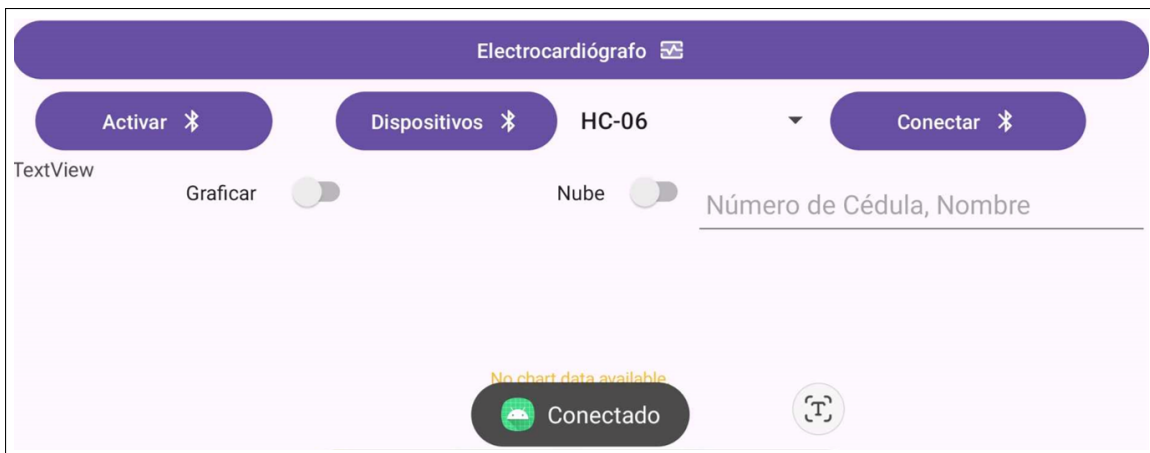 Electrocardiógrafo
Activar
Dispositivos
HC-06
Conectar
TextView
Graficar
Nube
Número de Cédula, Nombre
No chart data available
Conectado
T